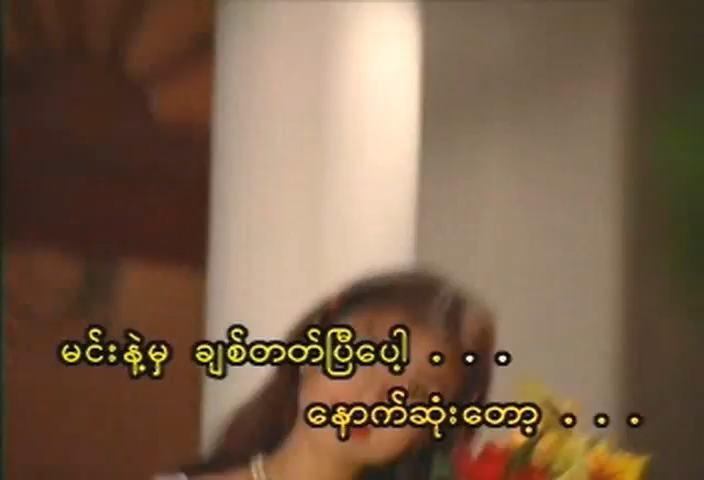 မင်းနဲ့မှ ချစ်တတ်ပြီပေါ့ . . .
နောက်ဆုံးတော့ . . .